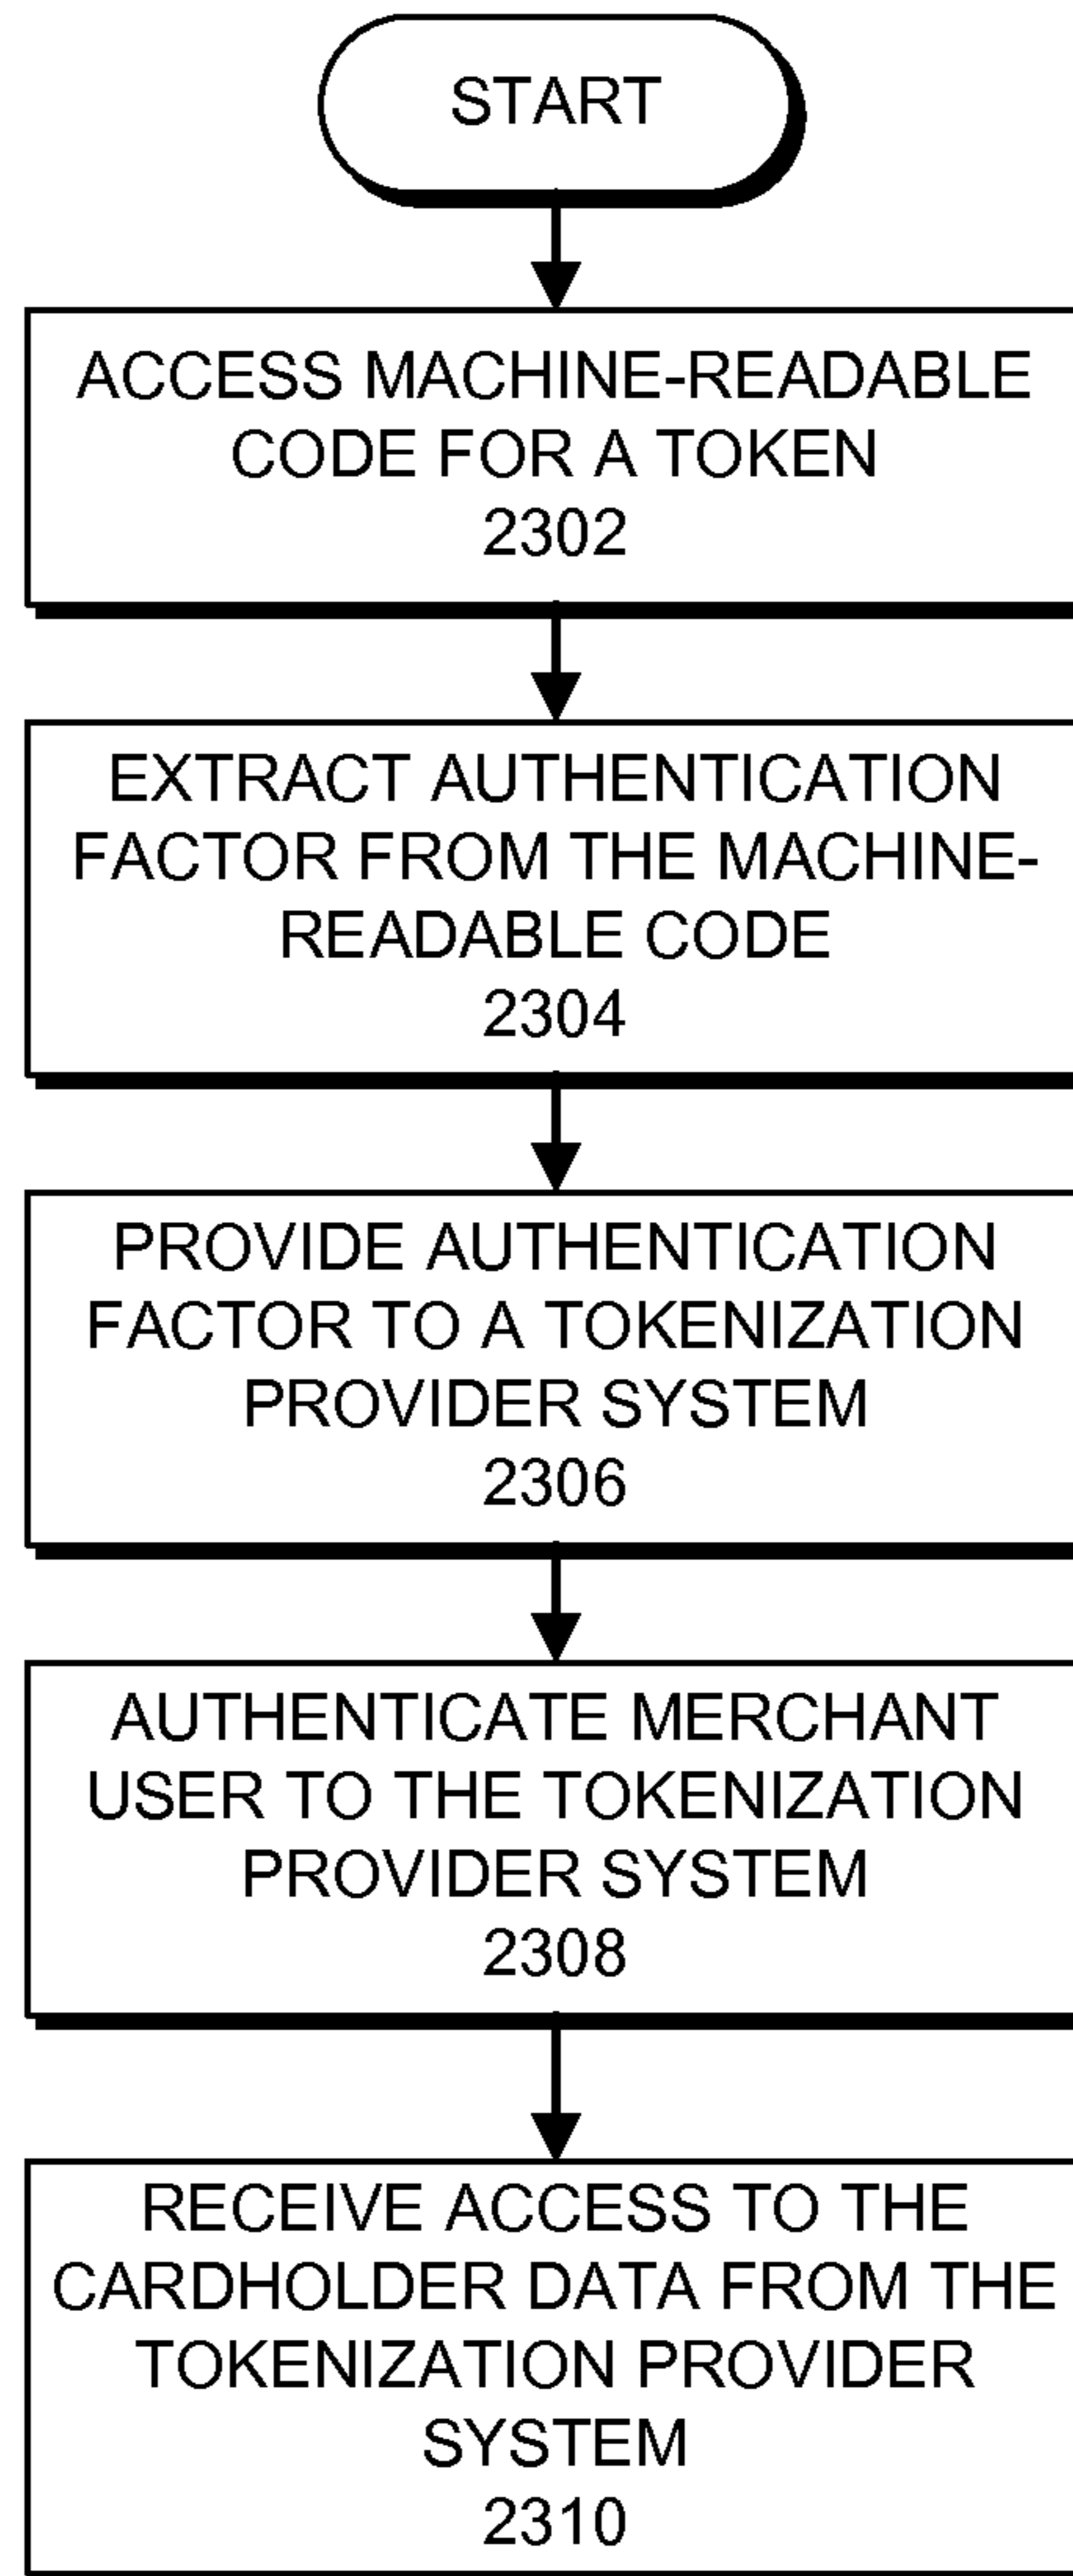 START
ACCESS MACHINE-READABLE
CODE FOR A TOKEN
2302
EXTRACT AUTHENTICATION
FACTOR FROM THE MACHINE-
READABLE CODE
2304
PROVIDE AUTHENTICATION
FACTOR TO A TOKENIZATION
PROVIDER SYSTEM
2306
AUTHENTICATE MERCHANT
USER TO THE TOKENIZATION
PROVIDER SYSTEM
2308
RECEIVE ACCESS TO THE
CARDHOLDER DATA FROM THE
TOKENIZATION PROVIDER
SYSTEM
2310